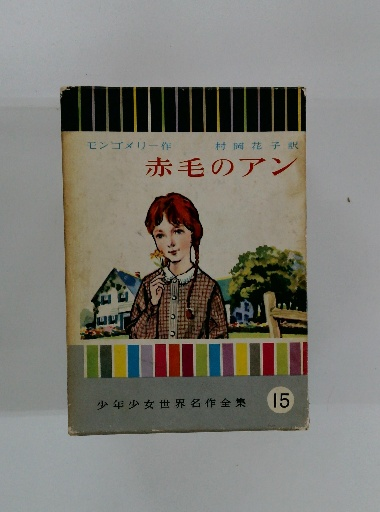 モンゴメリー作 村岡花子訳
赤毛のアン
少年少女世界名作全集 15